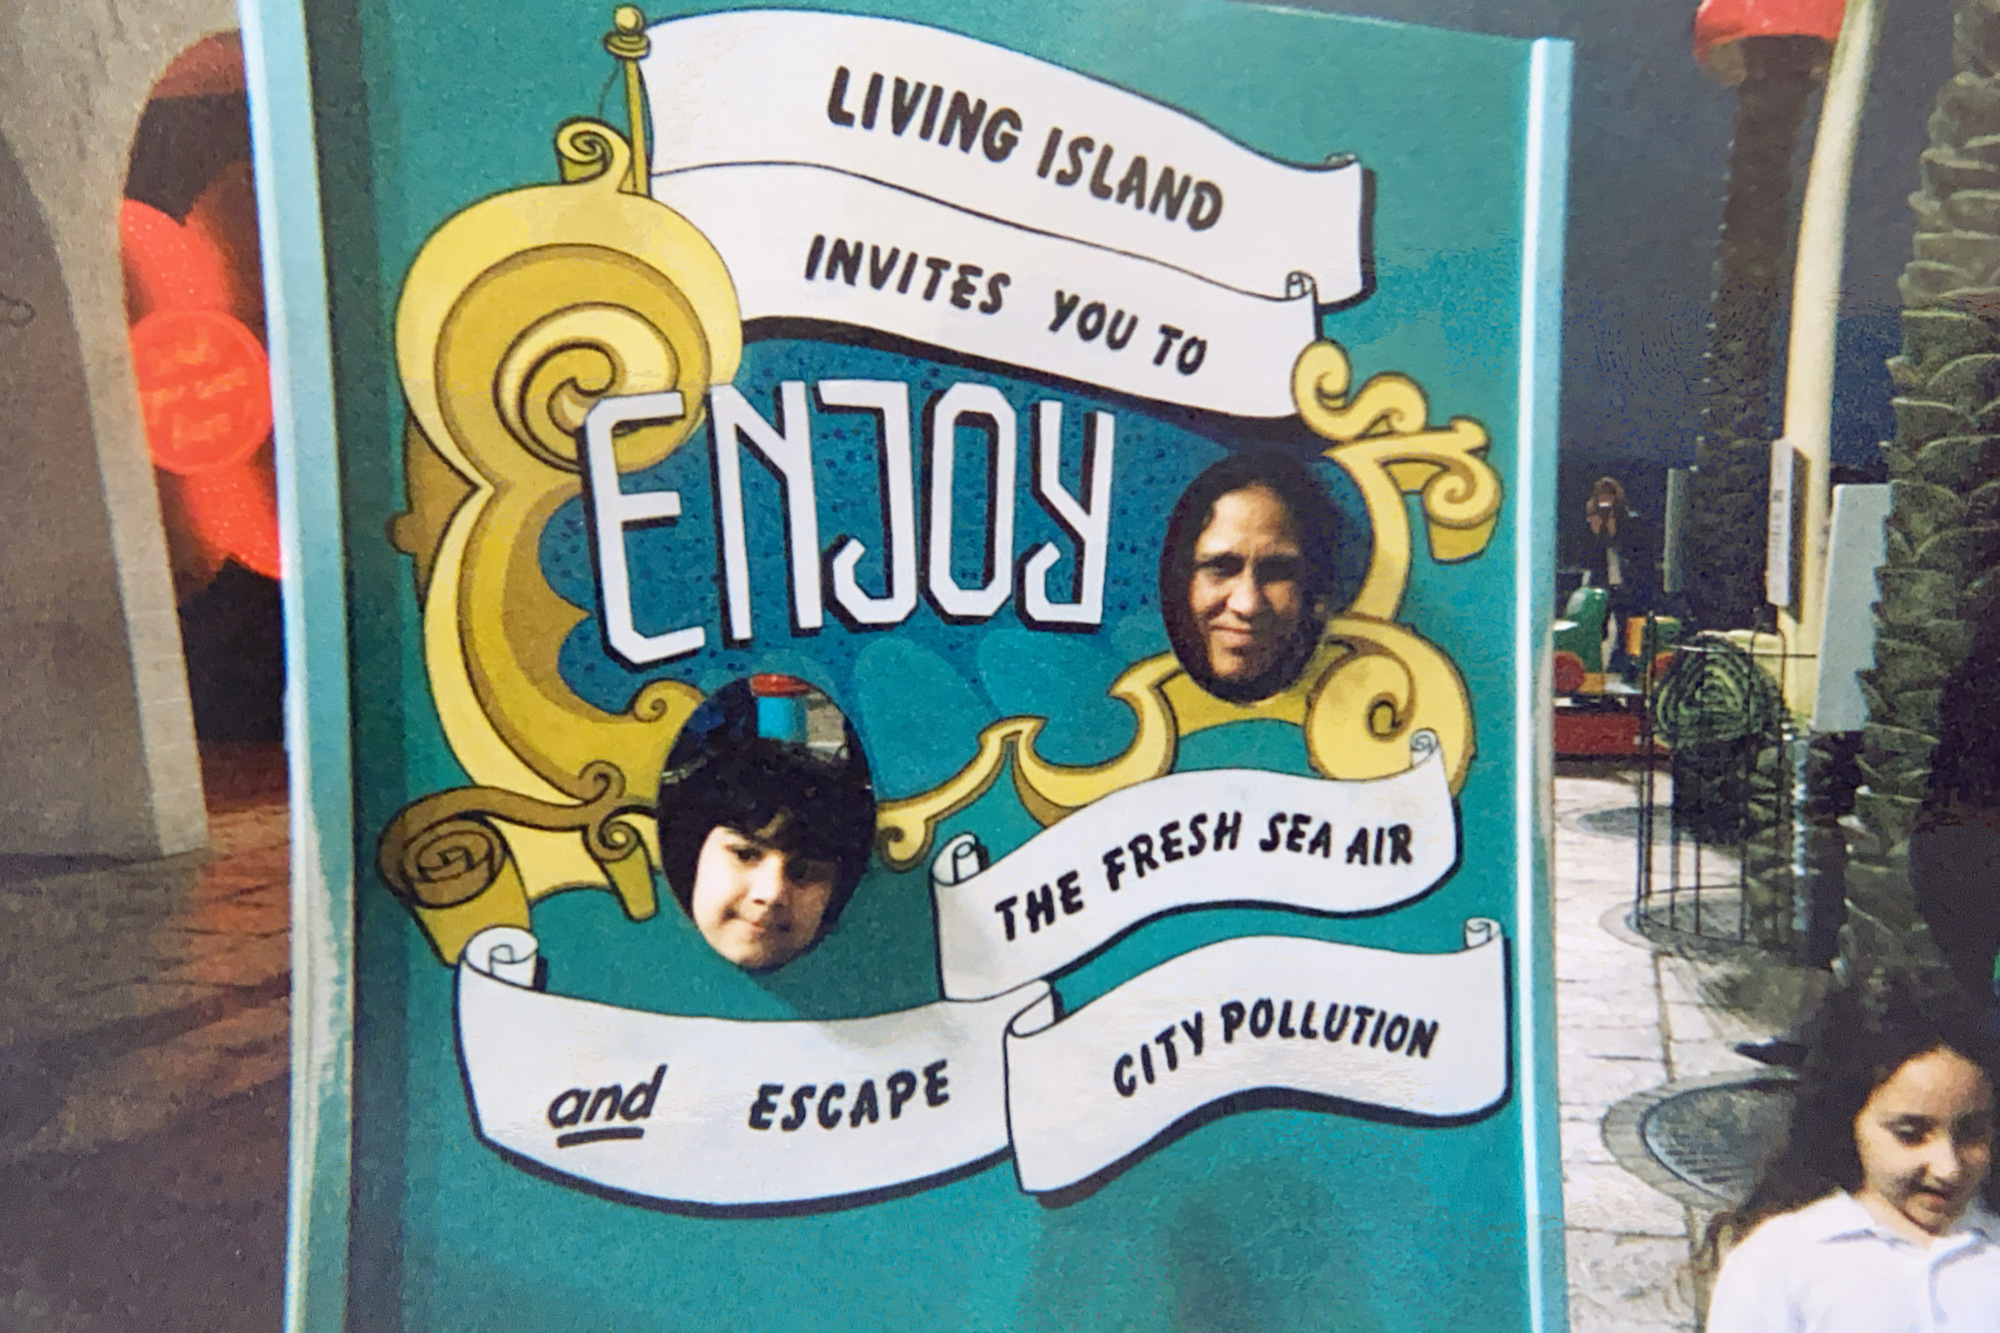 LIVING ISLAND
INVITES YOU TO
ENJOY
THE FRESH SEA AIR
and ESCAPE
CITY POLLUTION